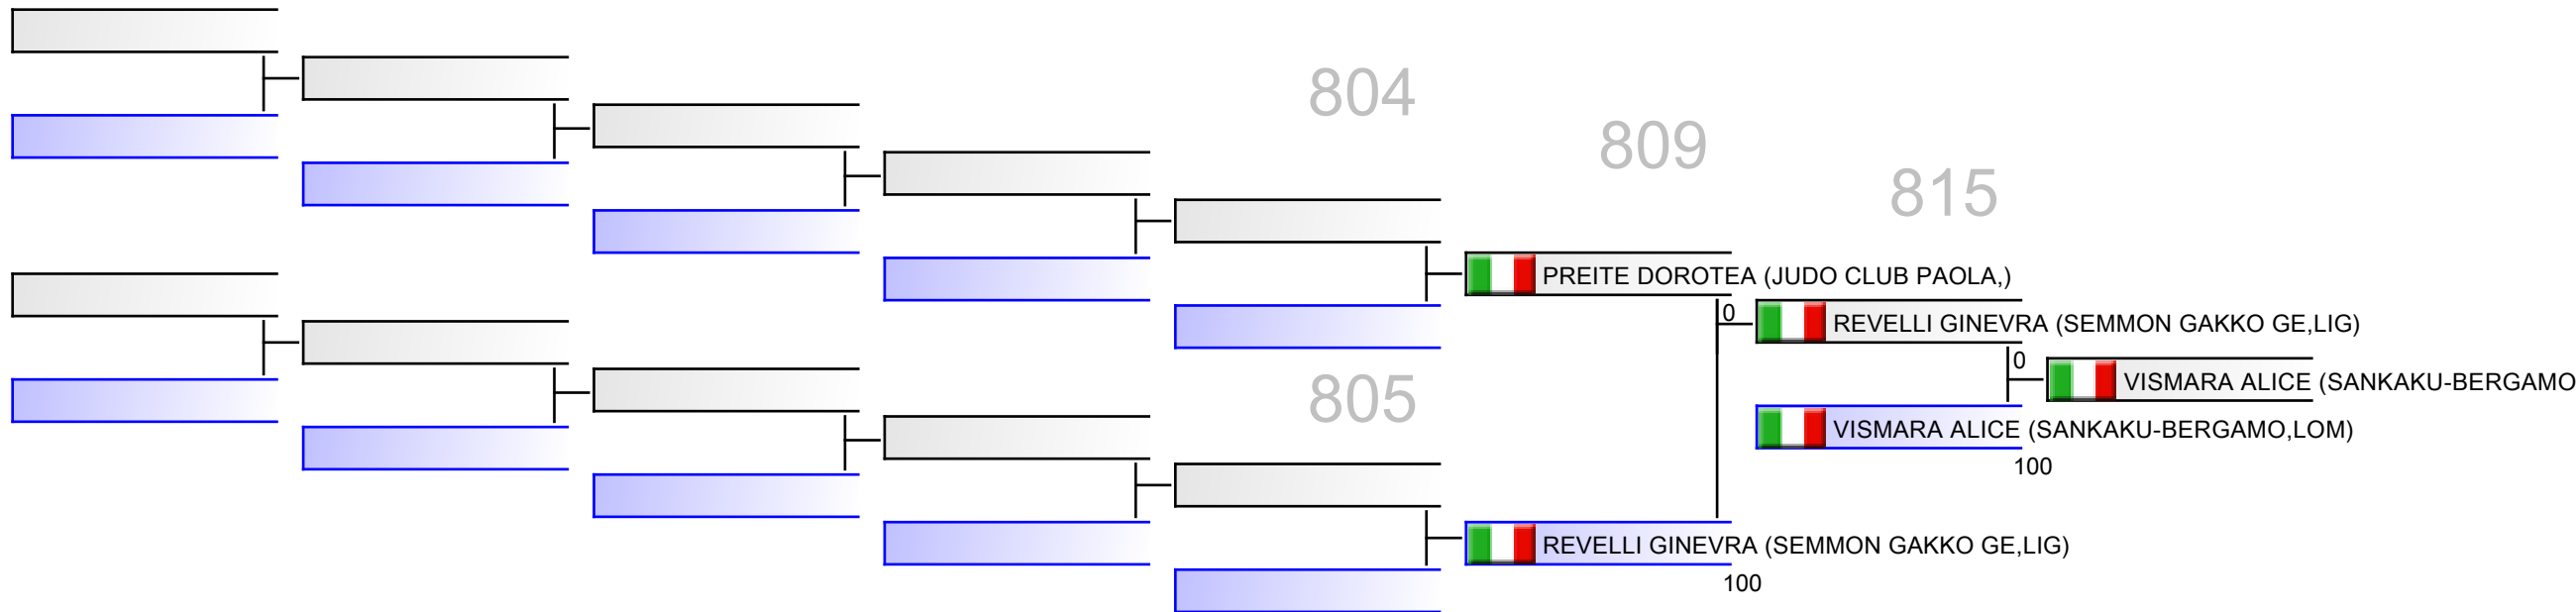 804
809
815
PREITE DOROTEA (JUDO CLUB PAOLA,)
0
REVELLI GINEVRA (SEMMON GAKKO GE,LIG)
0
VISMARA ALICE (SANKAKU-BERGAMO
805
VISMARA ALICE (SANKAKU-BERGAMO,LOM)
100
REVELLI GINEVRA (SEMMON GAKKO GE,LIG)
100